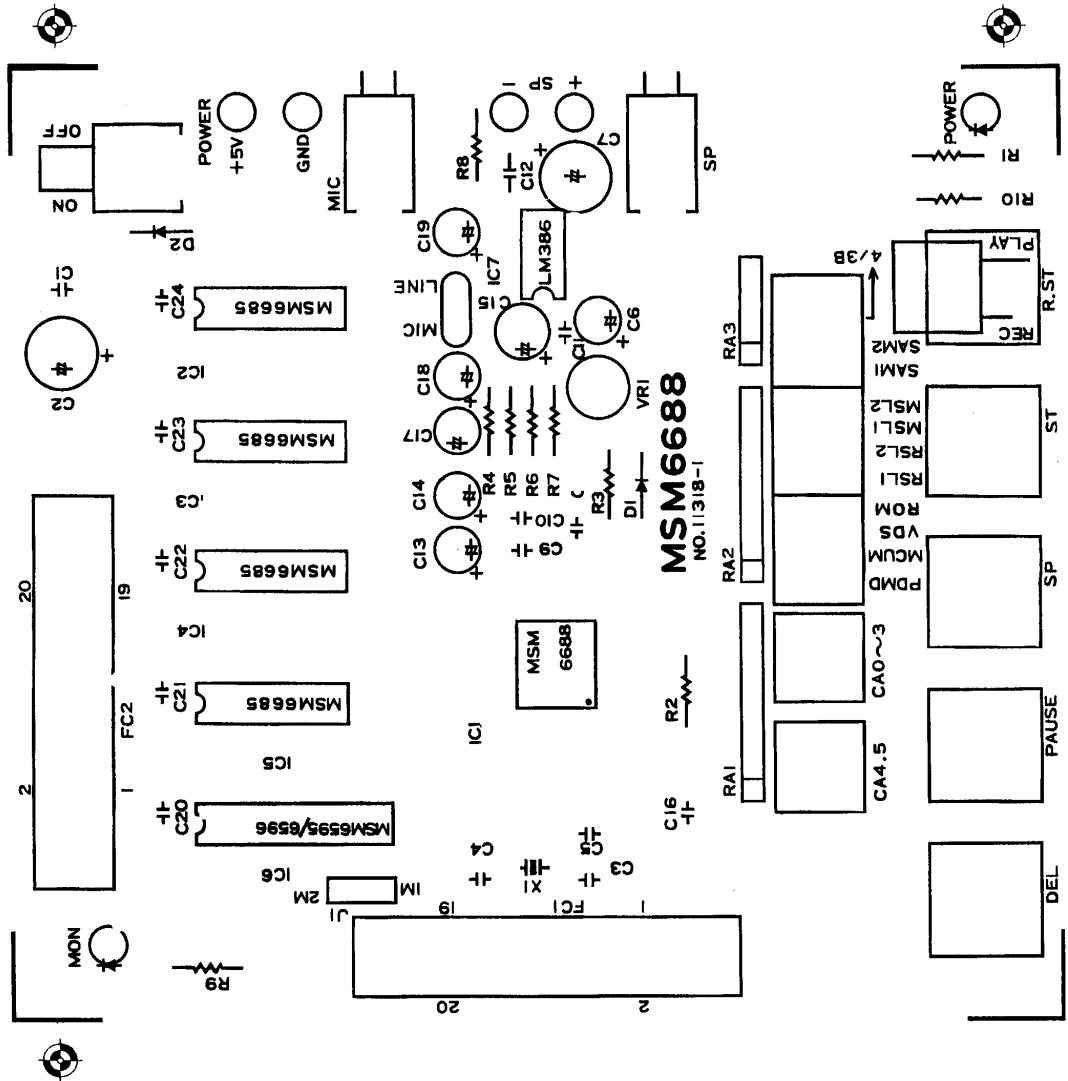 OFF
ON
POWER
+5V
GND
MIC
R8
−
SP
+
C12
+
C7
SP
POWER
R1
R10
D2
C1
C2
+
C24
MSM6685
IC2
C23
MSM6685
IC3
C22
MSM6685
IC4
C21
MSM6685
IC5
C20
MSM6595/6596
IC6
C19
+
LINE
MIC
IC7
LM386
C15
+
C11
C6
+
VR1
C18
+
C17
+
C14
+
C13
+
R4
R5
R6
R7
C10
C9
C
R3
D1
MSM6688
NO.11318-1
RA3
RA2
RA1
4/3B
PLAY
REC
R.ST
SAM2
SAM1
MSL2
MSL1
RSL2
RSL1
ROM
VDS
MCUM
PDMD
CA0~3
CA4.5
ST
SP
PAUSE
DEL
20
19
FC2
2
1
MSM
6688
IC1
R2
C16
C4
X1
C5
C3
2M
1M
J1
19
FC1
1
20
2
MON
R9